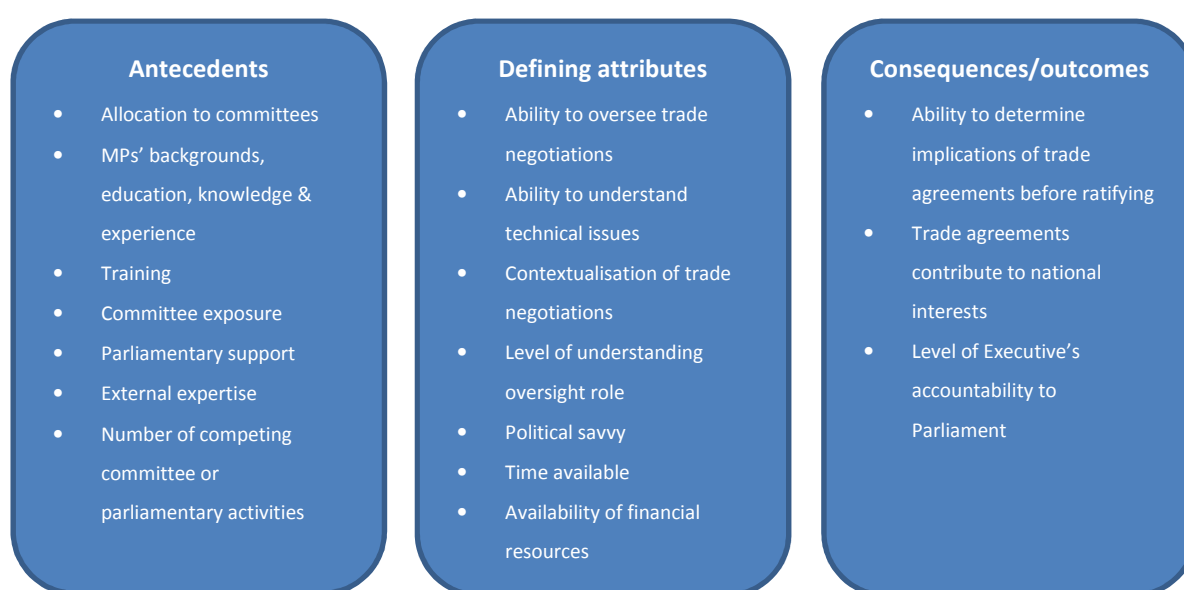 Antecedents
• Allocation to committees
• MPs’ backgrounds,
education, knowledge &
experience
• Training
• Committee exposure
• Parliamentary support
• External expertise
• Number of competing
committee or
parliamentary activities
Defining attributes
• Ability to oversee trade
negotiations
• Ability to understand
technical issues
• Contextualisation of trade
negotiations
• Level of understanding
oversight role
• Political savvy
• Time available
• Availability of financial
resources
Consequences/outcomes
• Ability to determine
implications of trade
agreements before ratifying
• Trade agreements
contribute to national
interests
• Level of Executive’s
accountability to
Parliament